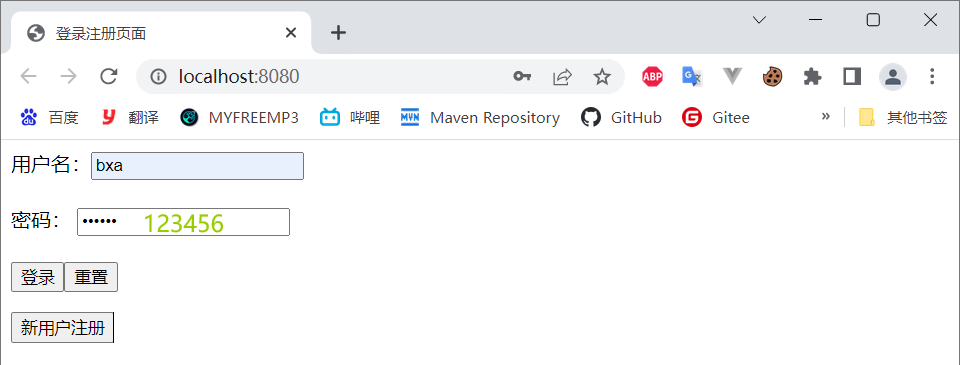 登录注册页面
localhost:8080
ABP
百度 翻译 MYFREEMP3 哔哩 MVN Maven Repository GitHub G Gitee » 其他书签
用户名： bxa
密码： •••••• 123456
登录 重置
新用户注册